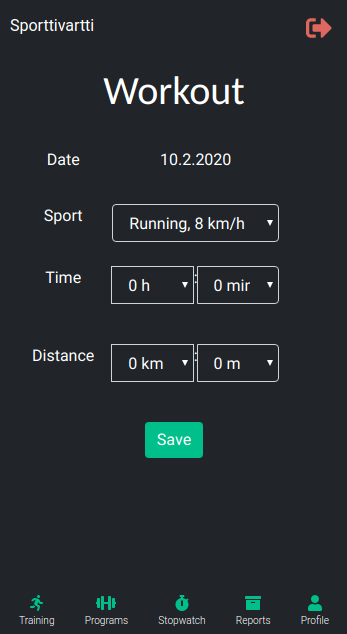 Sporttivartti
Workout
Date 10.2.2020
Sport Running, 8 km/h
Time 0 h : 0 min
Distance 0 km : 0 m
Save
Training Programs Stopwatch Reports Profile